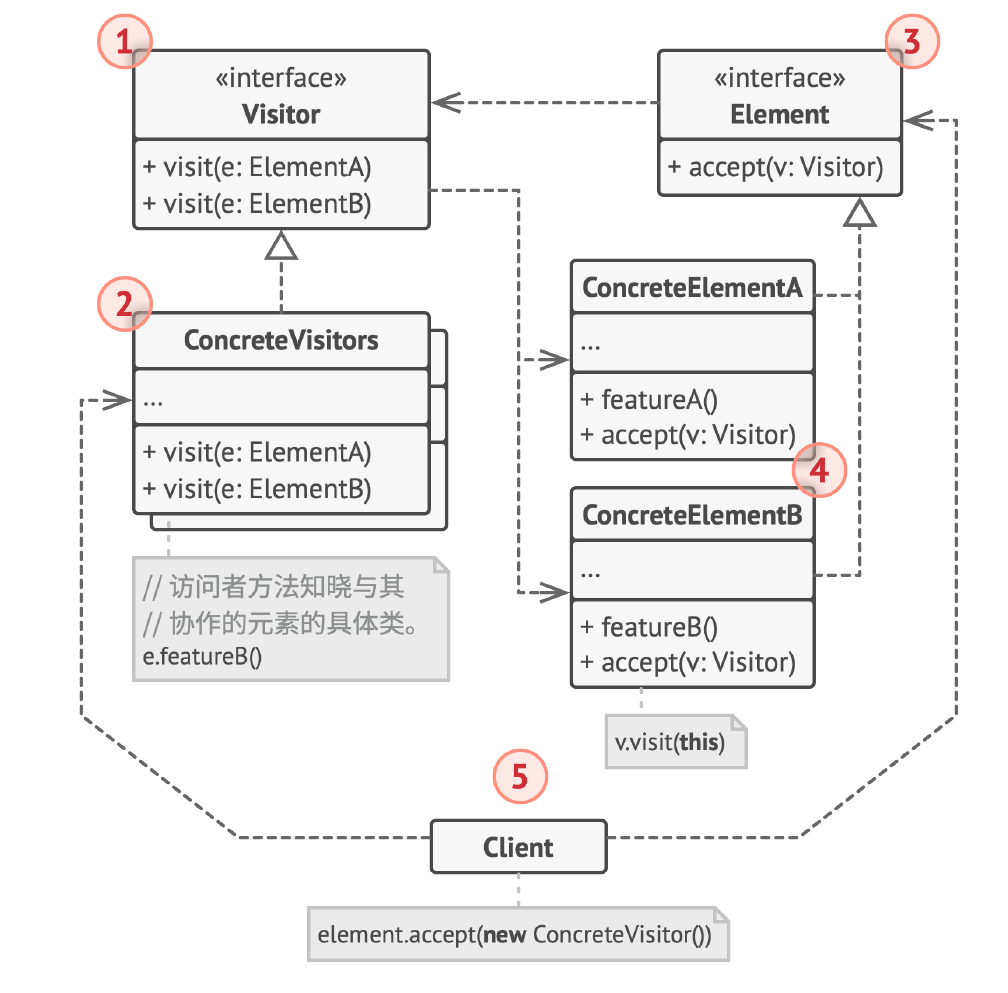 1
«interface»
Visitor
+ visit(e: ElementA)
+ visit(e: ElementB)
3
«interface»
Element
+ accept(v: Visitor)
2
ConcreteVisitors
...
+ visit(e: ElementA)
+ visit(e: ElementB)
// 访问者方法知晓与其
// 协作的元素的具体类。
e.featureB()
ConcreteElementA
...
+ featureA()
+ accept(v: Visitor)
4
ConcreteElementB
...
+ featureB()
+ accept(v: Visitor)
v.visit(this)
5
Client
element.accept(new ConcreteVisitor())